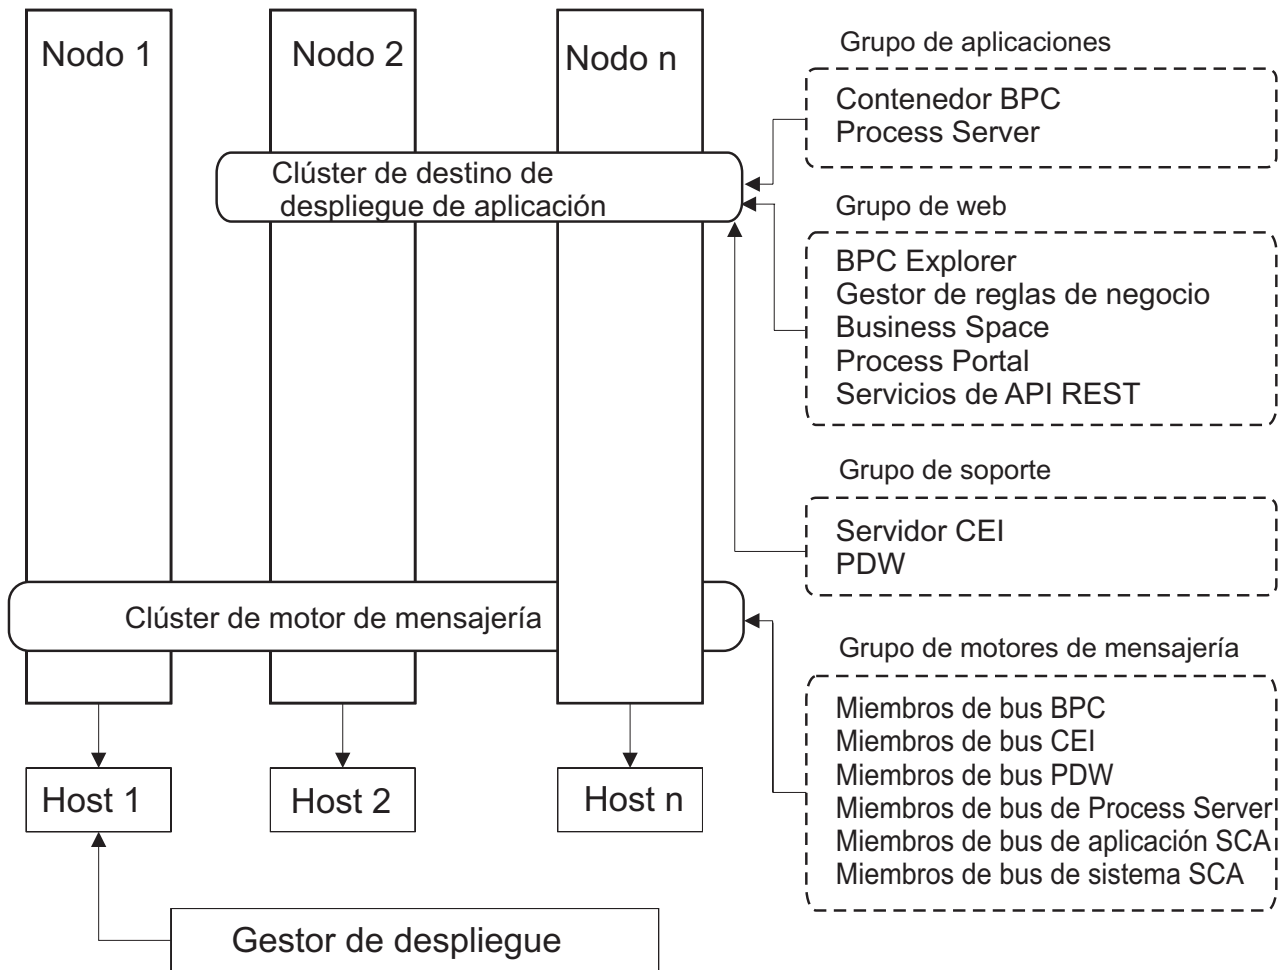 Nodo 1
Nodo 2
Nodo n
Clúster de destino de
despliegue de aplicación
Clúster de motor de mensajería
Host 1
Host 2
Host n
Gestor de despliegue
Grupo de aplicaciones
Contenedor BPC
Process Server
Grupo de web
BPC Explorer
Gestor de reglas de negocio
Business Space
Process Portal
Servicios de API REST
Grupo de soporte
Servidor CEI
PDW
Grupo de motores de mensajería
Miembros de bus BPC
Miembros de bus CEI
Miembros de bus PDW
Miembros de bus de Process Server
Miembros de bus de aplicación SCA
Miembros de bus de sistema SCA